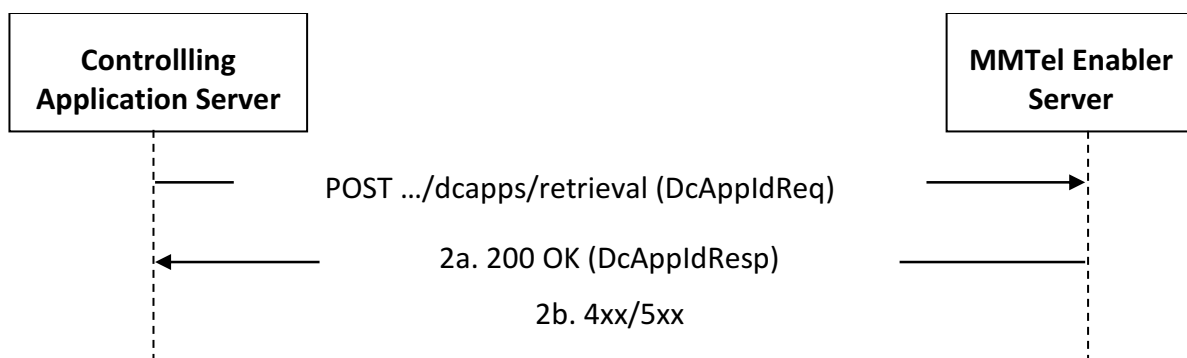 Controllling
Application Server
MMTel Enabler
Server
POST …/dcapps/retrieval (DcAppIdReq)
2a. 200 OK (DcAppIdResp)
2b. 4xx/5xx